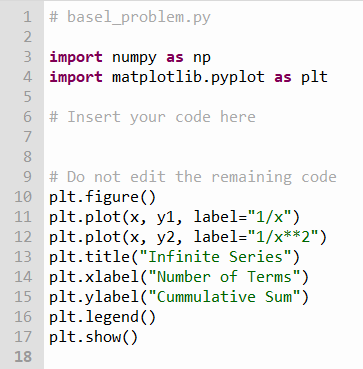 1 # basel_problem.py
2
3 import numpy as np
4 import matplotlib.pyplot as plt
5
6 # Insert your code here
7
8
9 # Do not edit the remaining code
10 plt.figure()
11 plt.plot(x, y1, label="1/x")
12 plt.plot(x, y2, label="1/x**2")
13 plt.title("Infinite Series")
14 plt.xlabel("Number of Terms")
15 plt.ylabel("Cummulative Sum")
16 plt.legend()
17 plt.show()
18